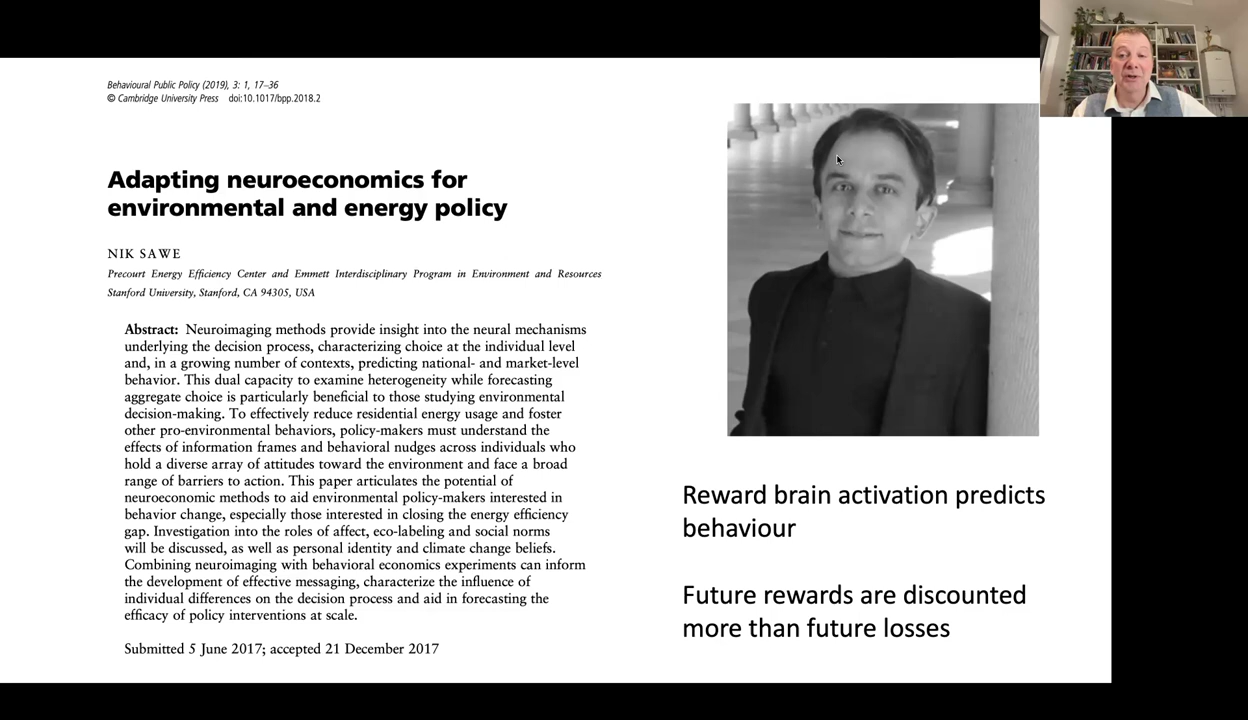 Behavioural Public Policy (2019), 3: 1, 17–36
© Cambridge University Press doi:10.1017/bpp.2018.2
Adapting neuroeconomics for
environmental and energy policy
NIK SAWE
Precourt Energy Efficiency Center and Emmett Interdisciplinary Program in Environment and Resources
Stanford University, Stanford, CA 94305, USA
Abstract: Neuroimaging methods provide insight into the neural mechanisms
underlying the decision process, characterizing choice at the individual level
and, in a growing number of contexts, predicting national- and market-level
behavior. This dual capacity to examine heterogeneity while forecasting
aggregate choice is particularly beneficial to those studying environmental
decision-making. To effectively reduce residential energy usage and foster
other pro-environmental behaviors, policy-makers must understand the
effects of information frames and behavioral nudges across individuals who
hold a diverse array of attitudes toward the environment and face a broad
range of barriers to action. This paper articulates the potential of
neuroeconomic methods to aid environmental policy-makers interested in
behavior change, especially those interested in closing the energy efficiency
gap. Investigation into the roles of affect, eco-labeling and social norms
will be discussed, as well as personal identity and climate change beliefs.
Combining neuroimaging with behavioral economics experiments can inform
the development of effective messaging, characterize the influence of
individual differences on the decision process and aid in forecasting the
efficacy of policy interventions at scale.
Submitted 5 June 2017; accepted 21 December 2017
Reward brain activation predicts
behaviour
Future rewards are discounted
more than future losses